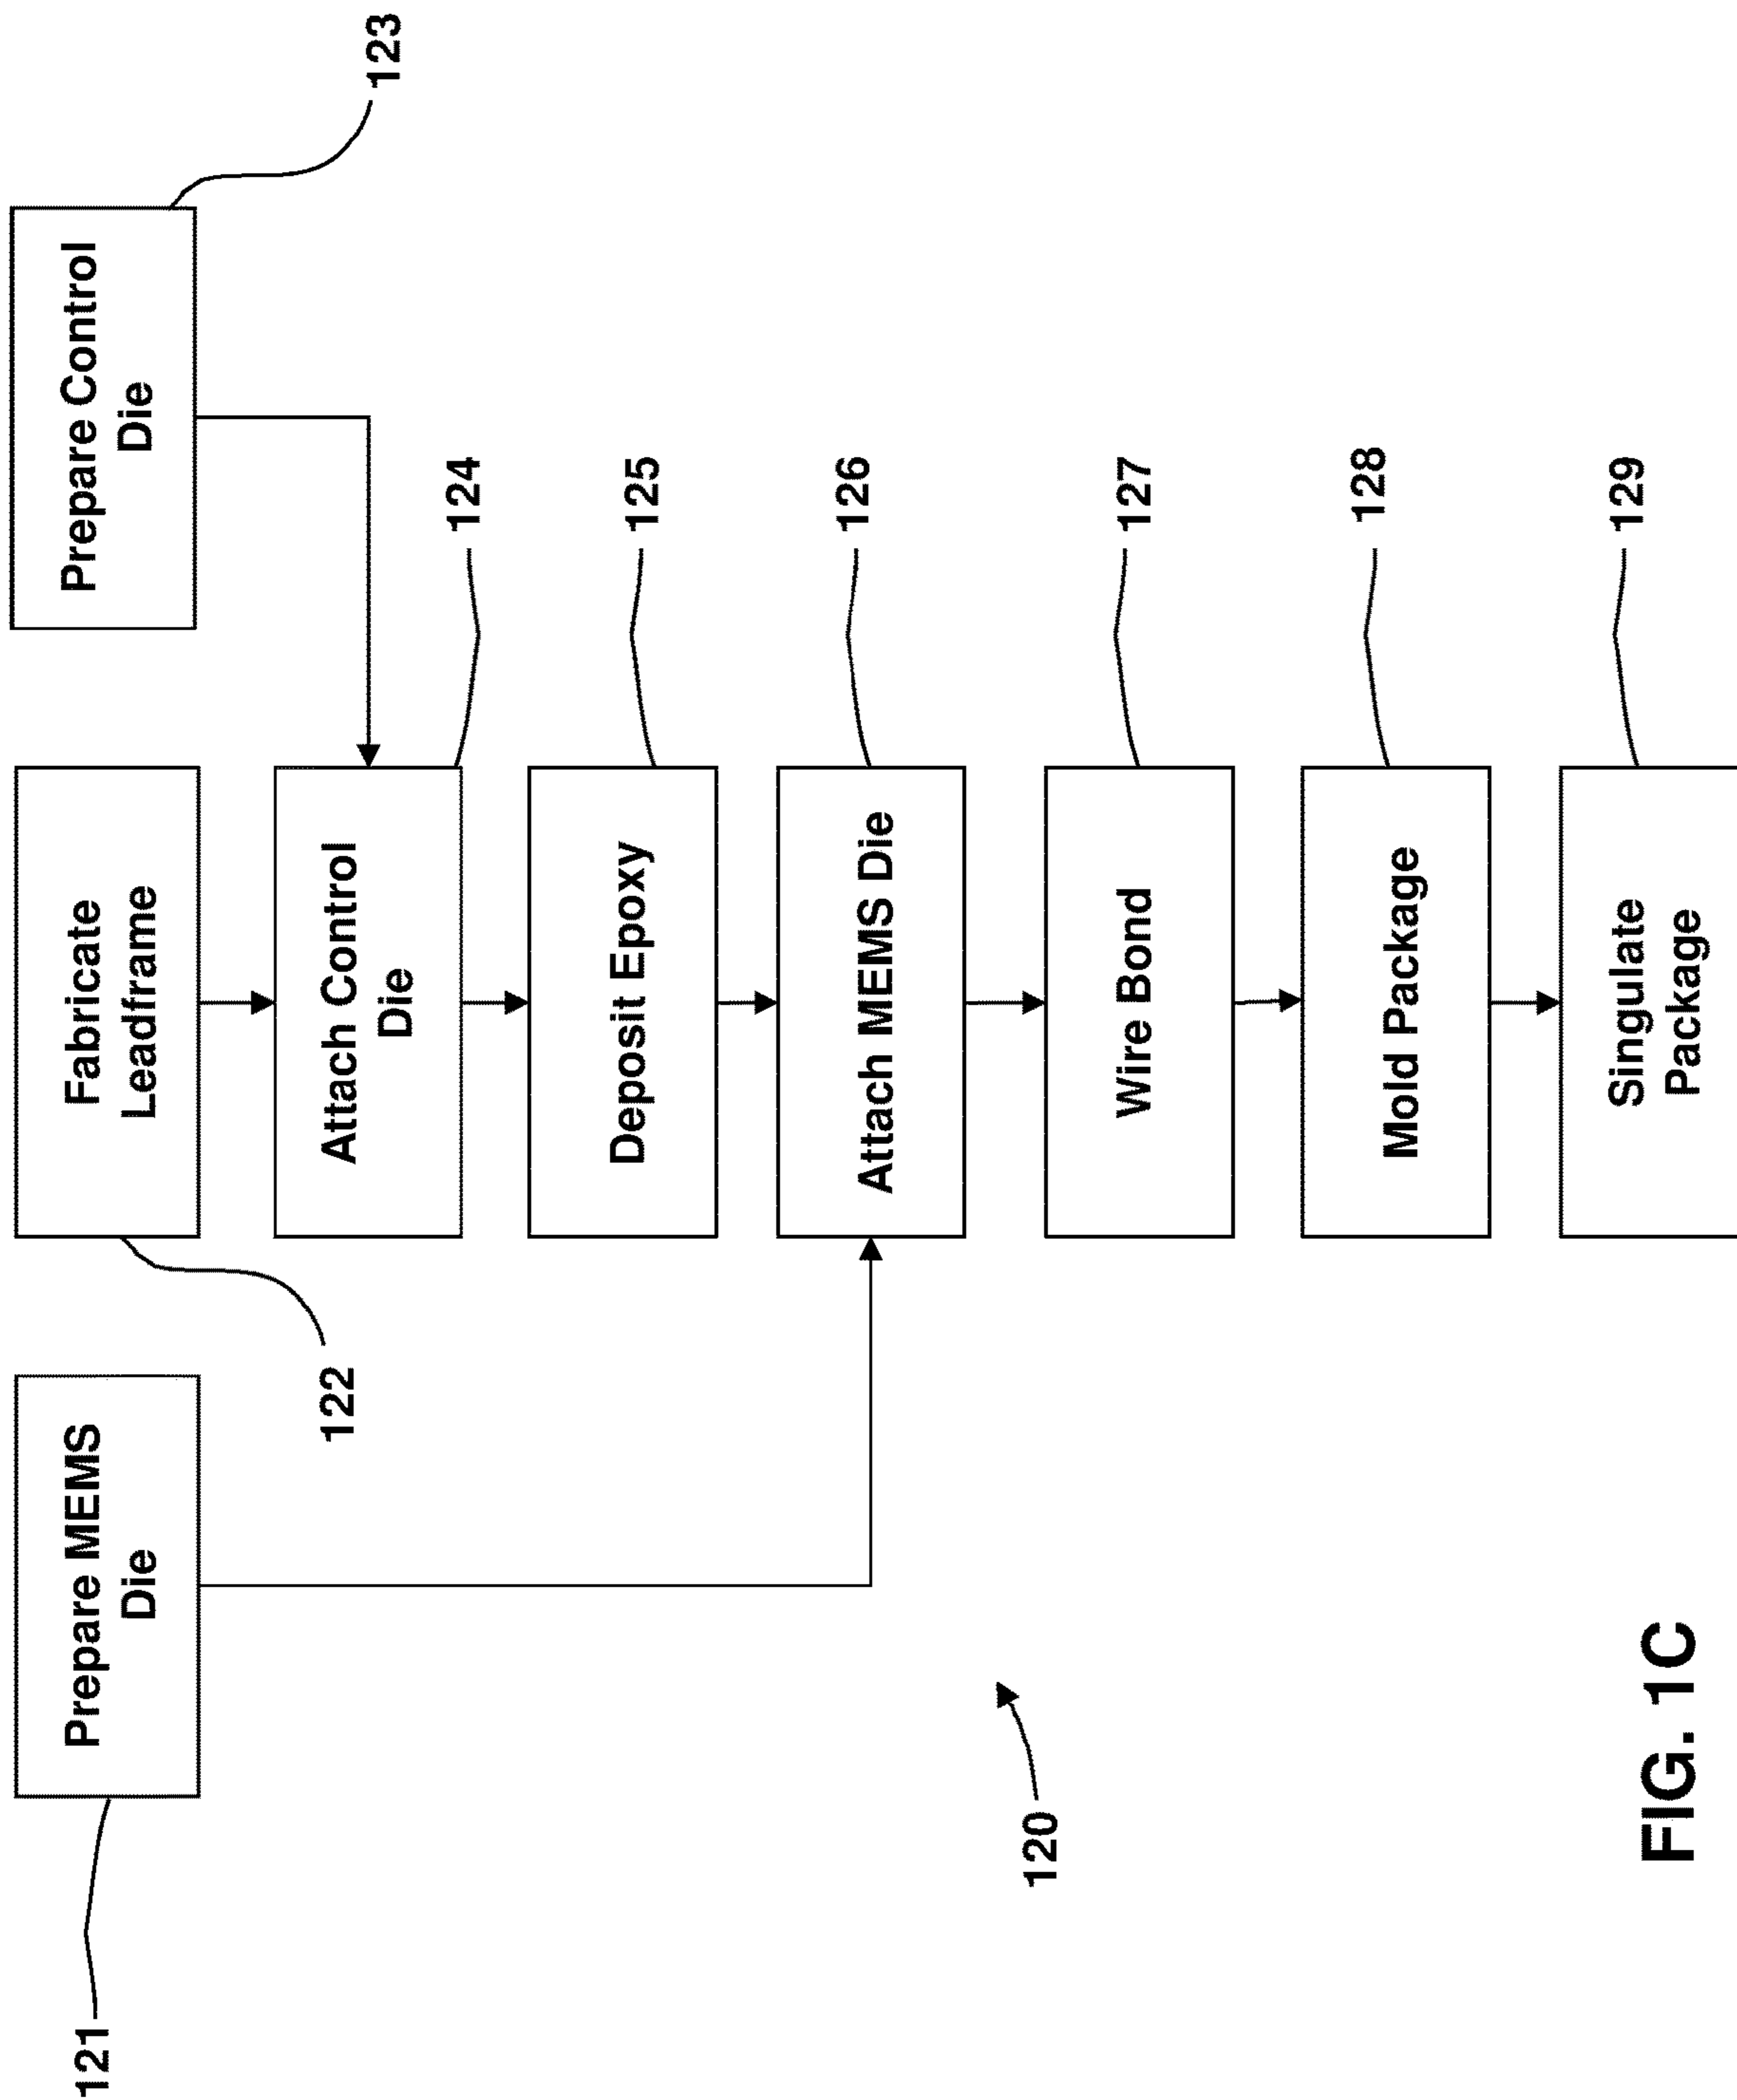 121
Prepare MEMS
Die
122
Fabricate
Leadframe
Prepare Control
Die
123
Attach Control
Die
124
Deposit Epoxy
125
Attach MEMS Die
126
120
Wire Bond
127
Mold Package
128
Singulate
Package
129
FIG. 1C